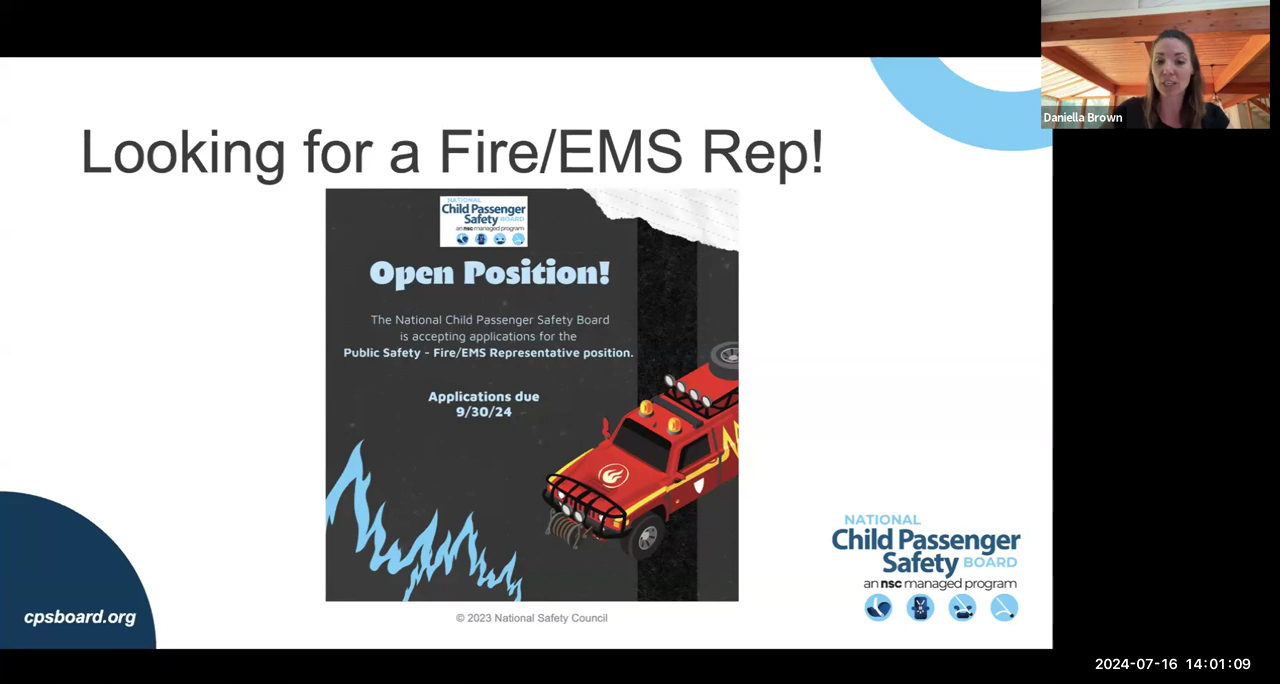 Daniella Brown
Looking for a Fire/EMS Rep!
NATIONAL
Child Passenger
Safety BOARD
an nsc managed program
Open Position!
The National Child Passenger Safety Board
is accepting applications for the
Public Safety - Fire/EMS Representative position.
Applications due
9/30/24
NATIONAL
Child Passenger
Safety BOARD
an nsc managed program
cpsboard.org
© 2023 National Safety Council
2024-07-16 14:01:09